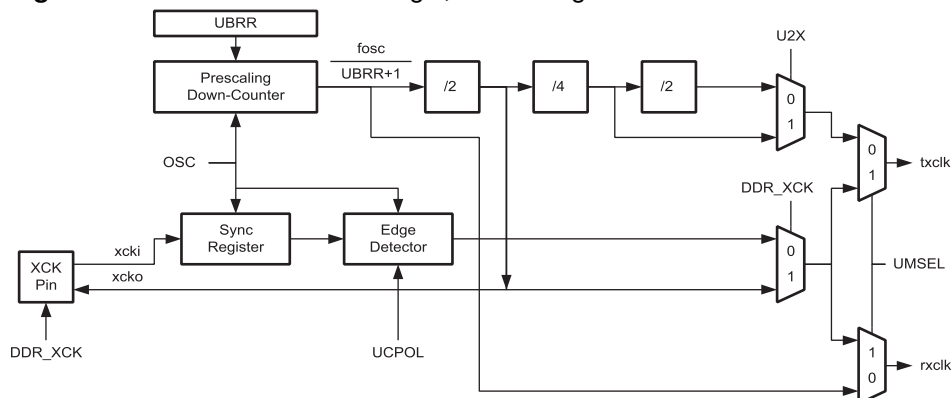 UBRR
fosc
UBRR+1
U2X
Prescaling
Down-Counter
/2
/4
/2
0
1
OSC
0
1
txclk
DDR_XCK
Sync
Register
Edge
Detector
0
1
xcki
xcko
XCK
Pin
UMSEL
DDR_XCK
UCPOL
1
0
rxclk